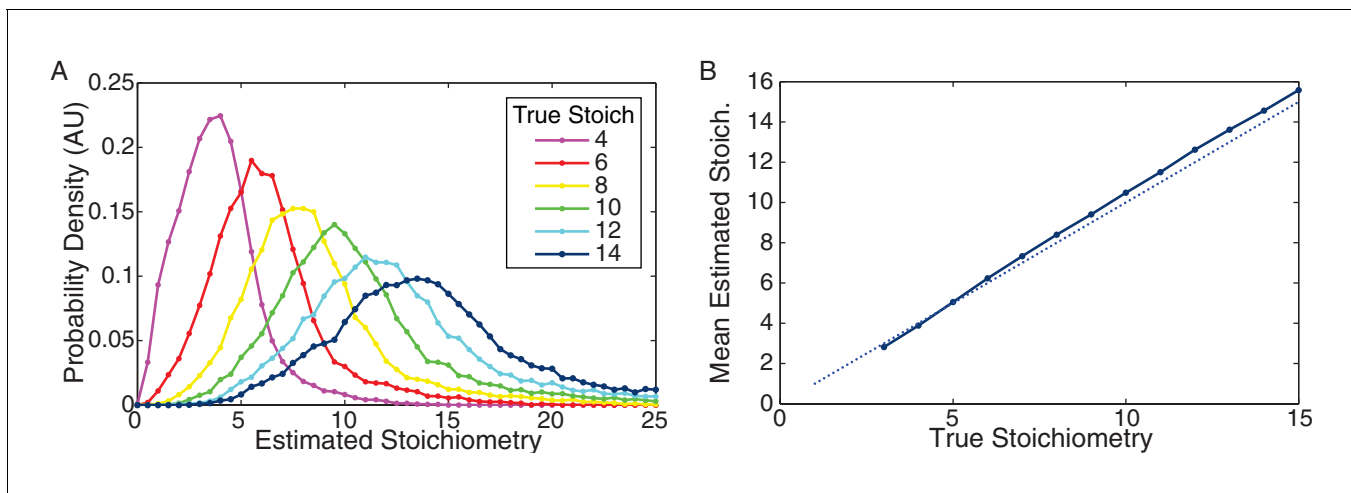 A
Probability Density (AU)
0.25
0.2
0.15
0.1
0.05
0
0 5 10 15 20 25
Estimated Stoichiometry
True Stoich
4
6
8
10
12
14
B
Mean Estimated Stoich.
16
14
12
10
8
6
4
2
0
0 5 10 15
True Stoichiometry